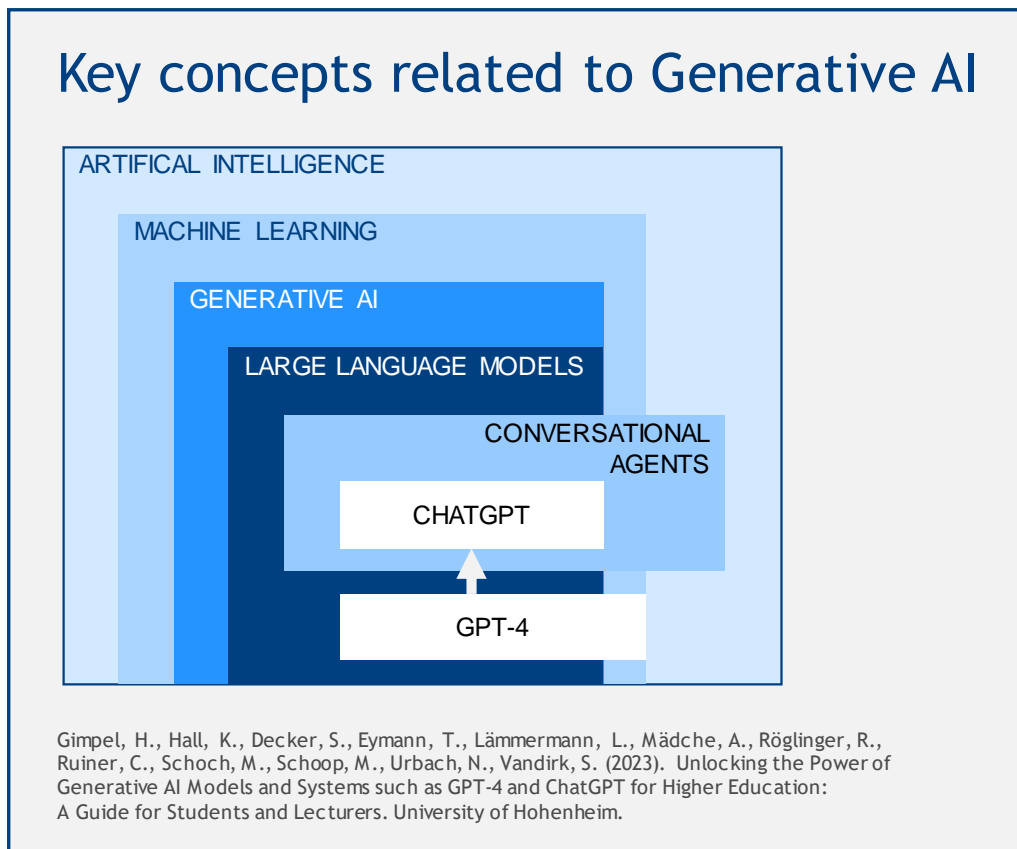 Key concepts related to Generative AI
ARTIFICAL INTELLIGENCE
MACHINE LEARNING
GENERATIVE AI
LARGE LANGUAGE MODELS
CONVERSATIONAL
AGENTS
CHATGPT
GPT-4
Gimpel, H., Hall, K., Decker, S., Eymann, T., Lämmermann, L., Mädche, A., Röglinger, R.,
Ruiner, C., Schoch, M., Schoop, M., Urbach, N., Vandirk, S. (2023). Unlocking the Power of
Generative AI Models and Systems such as GPT-4 and ChatGPT for Higher Education:
A Guide for Students and Lecturers. University of Hohenheim.